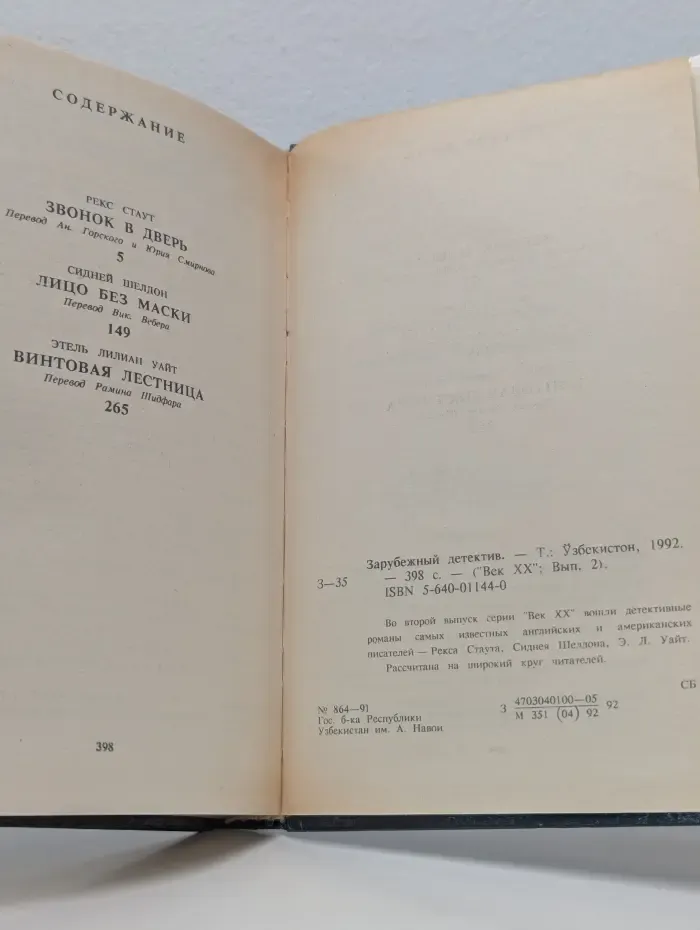 СОДЕРЖАНИЕ
РЕКС СТАУТ
ЗВОНОК В ДВЕРЬ
Перевод Ан. Горского и Юрия Смирнова
5
СИДНЕЙ ШЕЛДОН
ЛИЦО БЕЗ МАСКИ
Перевод Вик. Вебера
149
ЭТЕЛЬ ЛИЛИАН УАЙТ
ВИНТОВАЯ ЛЕСТНИЦА
Перевод Рамина Шидфара
265
398
Зарубежный детектив. — Т.: Ўзбекистон, 1992.
З—35
— 398 с. — ("Век XX"; Вып. 2).
ISBN 5-640-01144-0
Во второй выпуск серии "Век XX" вошли детективные
романы самых известных английских и американских
писателей — Рекса Стаута, Сиднея Шелдона, Э. Л. Уайт.
Рассчитана на широкий круг читателей.
СБ
№ 864—91
Гос. б-ка Республики
Узбекистан им. А. Навои
З 4703040100—05 92
М 351 (04) 92